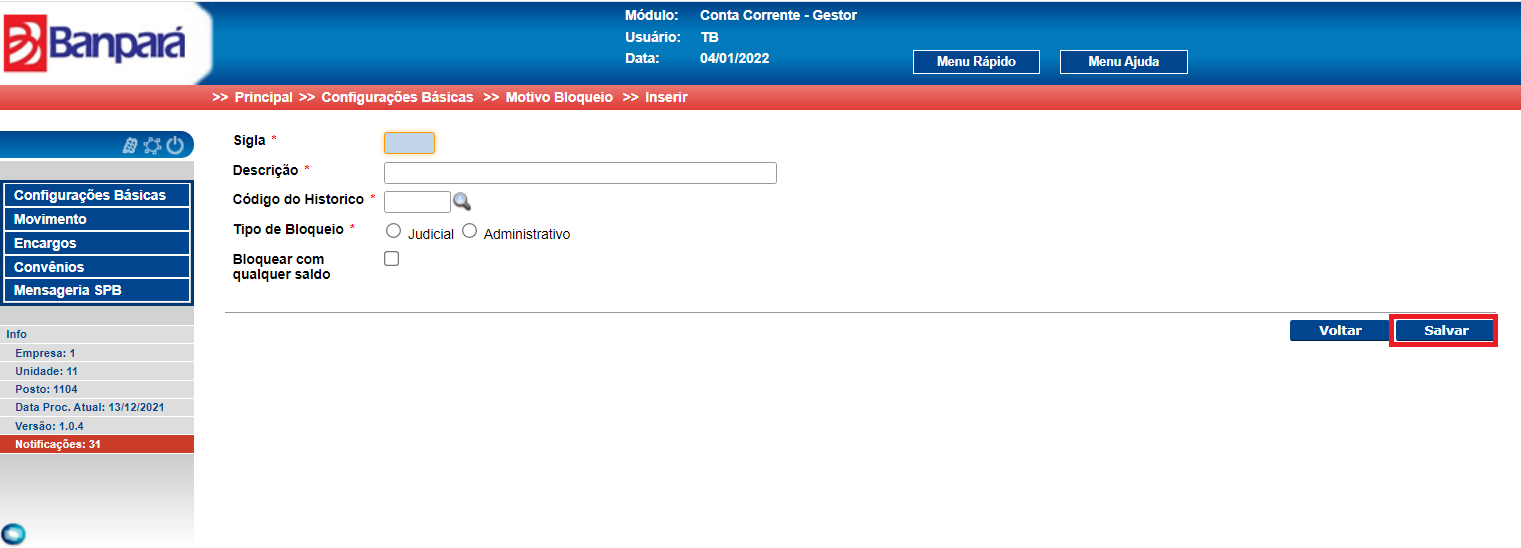 Banpará
Módulo: Conta Corrente - Gestor
Usuário: TB
Data: 04/01/2022
Menu Rápido Menu Ajuda
>> Principal >> Configurações Básicas >> Motivo Bloqueio >> Inserir
Configurações Básicas
Movimento
Encargos
Convênios
Mensageria SPB
Info
Empresa: 1
Unidade: 11
Posto: 1104
Data Proc. Atual: 13/12/2021
Versão: 1.0.4
Notificações: 31
Sigla *
Descrição *
Código do Historico *
Tipo de Bloqueio * Judicial Administrativo
Bloquear com
qualquer saldo
Voltar Salvar